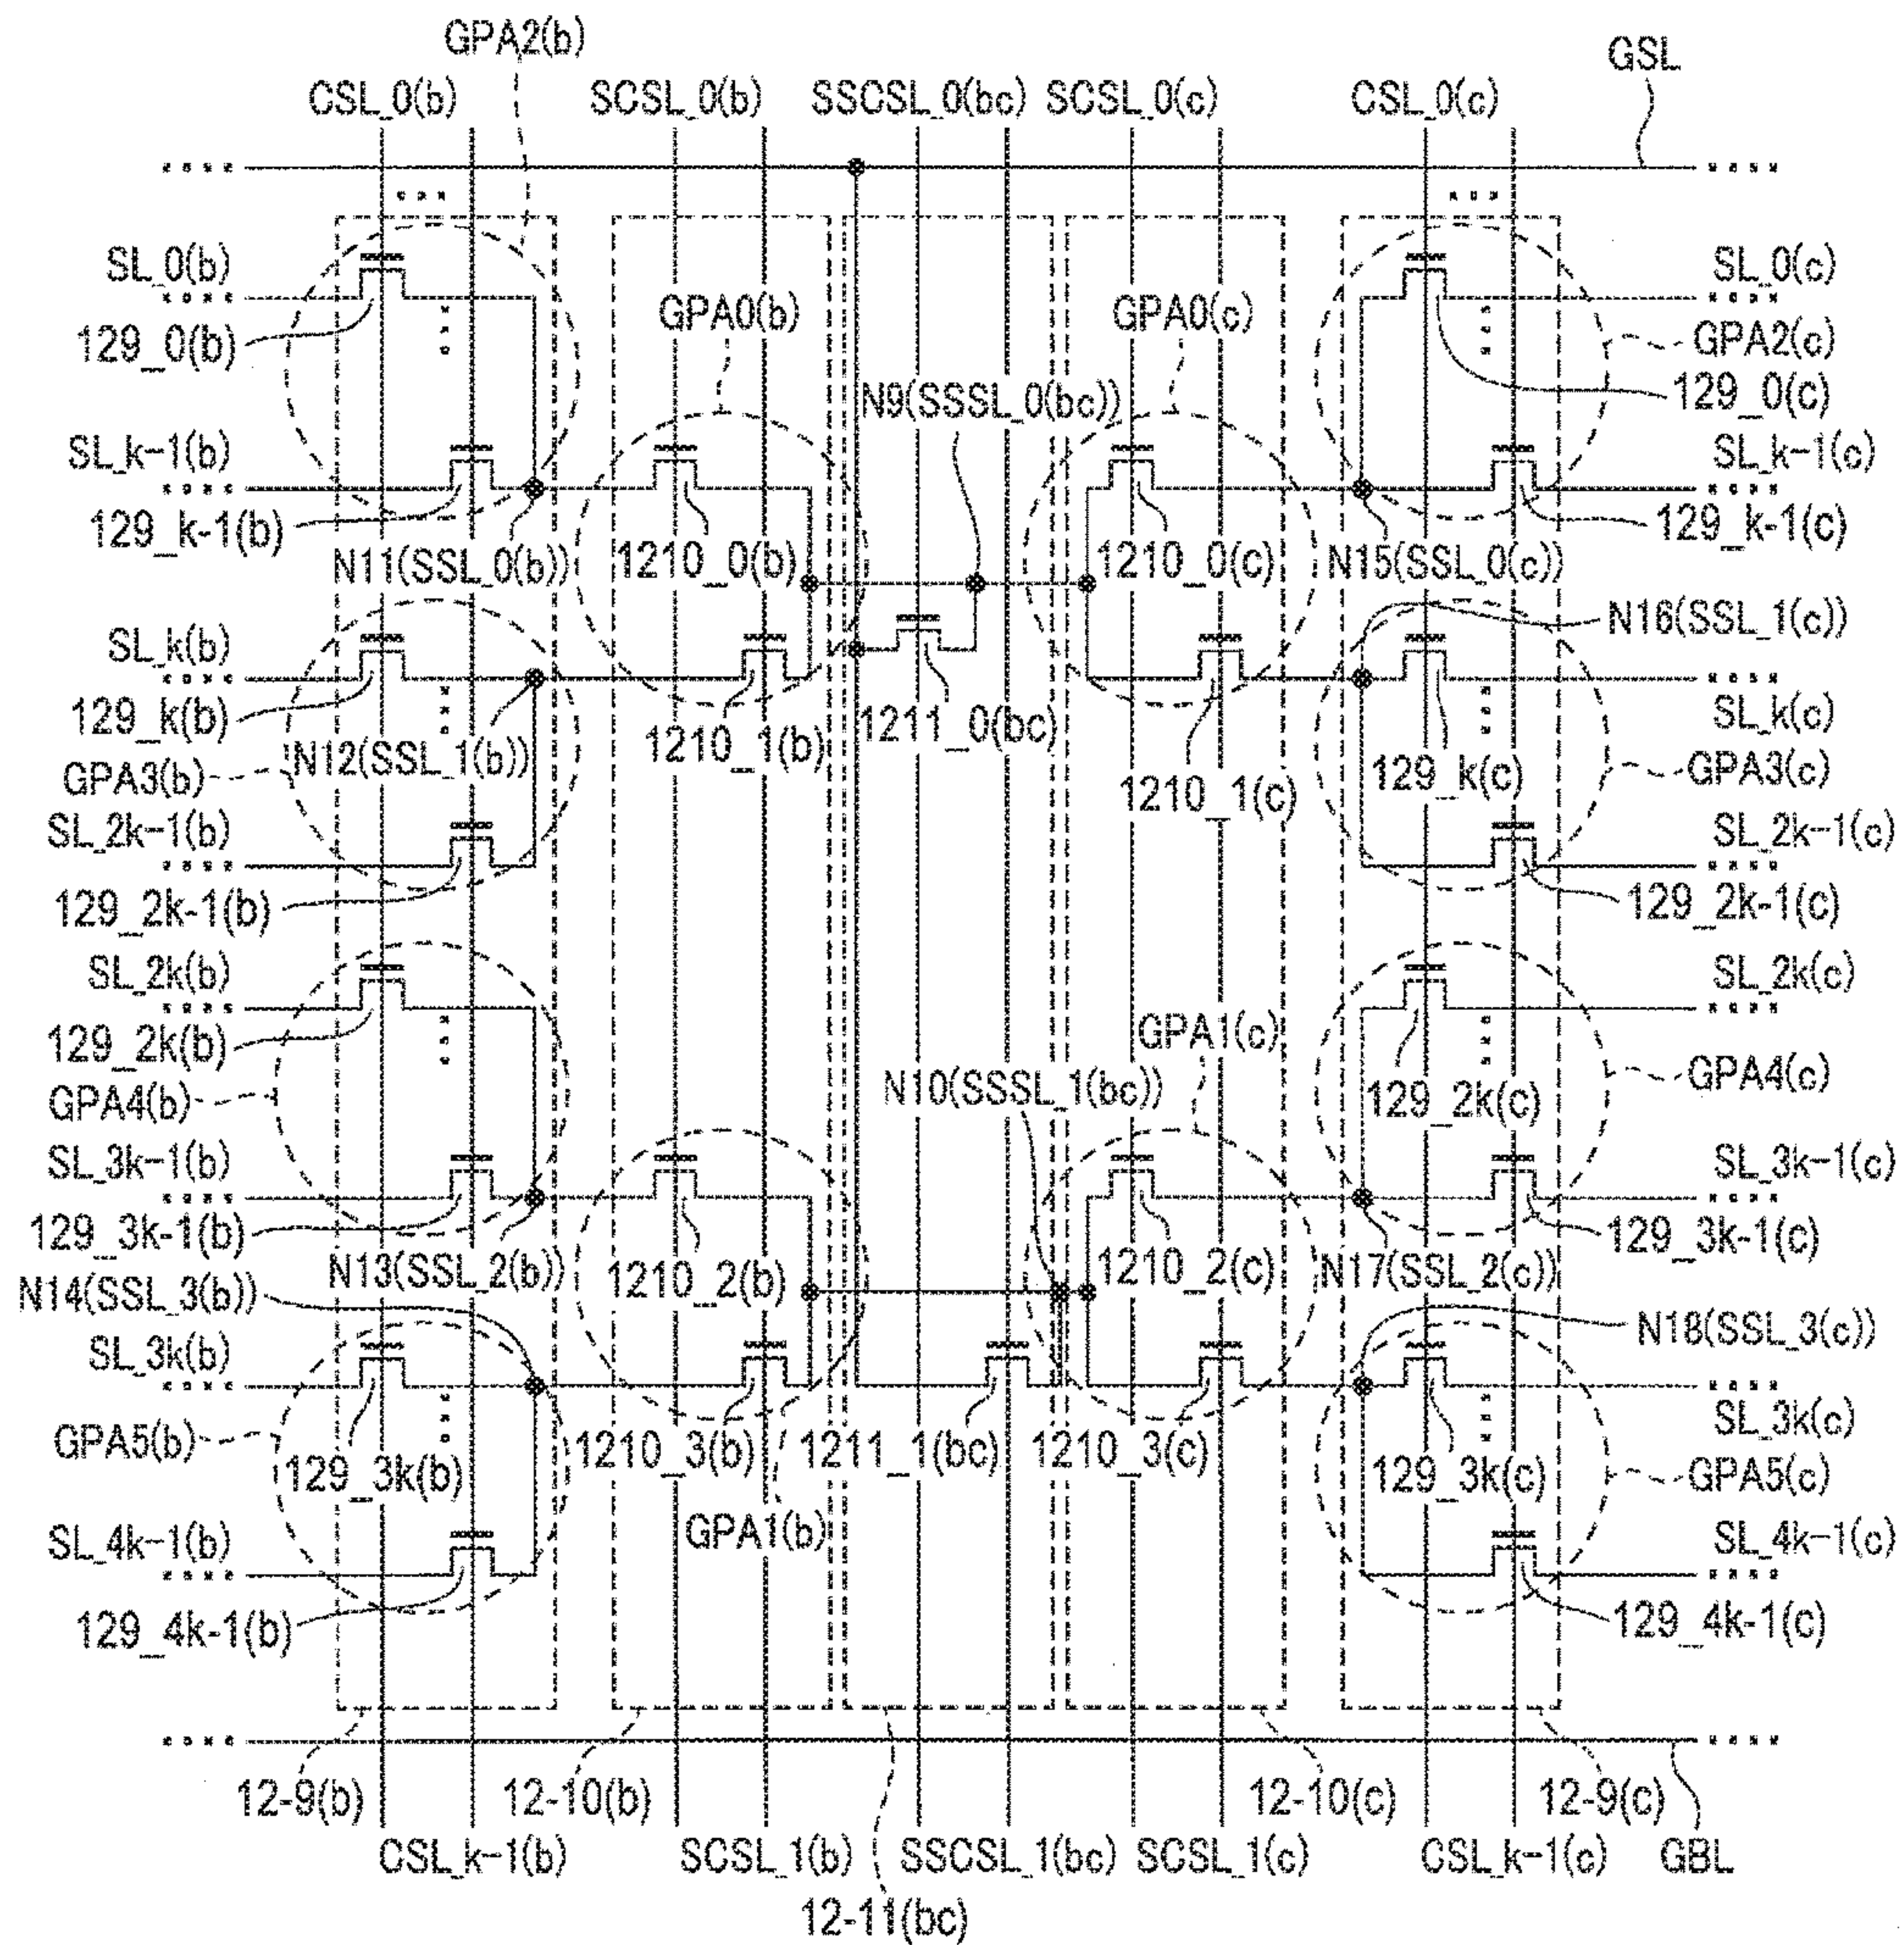 GPA2(b)
GSL
CSL_0(b)
SCSL_0(b)
SSCSL_0(bc)
SCSL_0(c)
CSL_0(c)
SL_0(b)
SL_0(c)
129_0(b)
GPA0(b)
GPA0(c)
GPA2(c)
129_0(c)
N9(SSSL_0(bc))
SL_k-1(b)
SL_k-1(c)
129_k-1(b)
129_k-1(c)
N11(SSL_0(b))
1210_0(b)
1210_0(c)
N15(SSL_0(c))
N16(SSL_1(c))
SL_k(b)
SL_k(c)
129_k(b)
1210_1(b)
1211_0(bc)
N12(SSL_1(b))
GPA3(b)
1210_1(c)
129_k(c)
GPA3(c)
SL_2k-1(b)
SL_2k-1(c)
129_2k-1(b)
129_2k-1(c)
SL_2k(b)
SL_2k(c)
129_2k(b)
GPA1(c)
GPA4(b)
N10(SSSL_1(bc))
129_2k(c)
GPA4(c)
SL_3k-1(b)
SL_3k-1(c)
129_3k-1(b)
129_3k-1(c)
N13(SSL_2(b))
1210_2(b)
1210_2(c)
N17(SSL_2(c))
N14(SSL_3(b))
N18(SSL_3(c))
SL_3k(b)
SL_3k(c)
GPA5(b)
129_3k(b)
1210_3(b)
1211_1(bc)
1210_3(c)
129_3k(c)
GPA5(c)
GPA1(b)
SL_4k-1(b)
SL_4k-1(c)
129_4k-1(b)
129_4k-1(c)
12-9(b)
12-10(b)
12-10(c)
12-9(c)
CSL_k-1(b)
SCSL_1(b)
SSCSL_1(bc)
SCSL_1(c)
CSL_k-1(c)
GBL
12-11(bc)